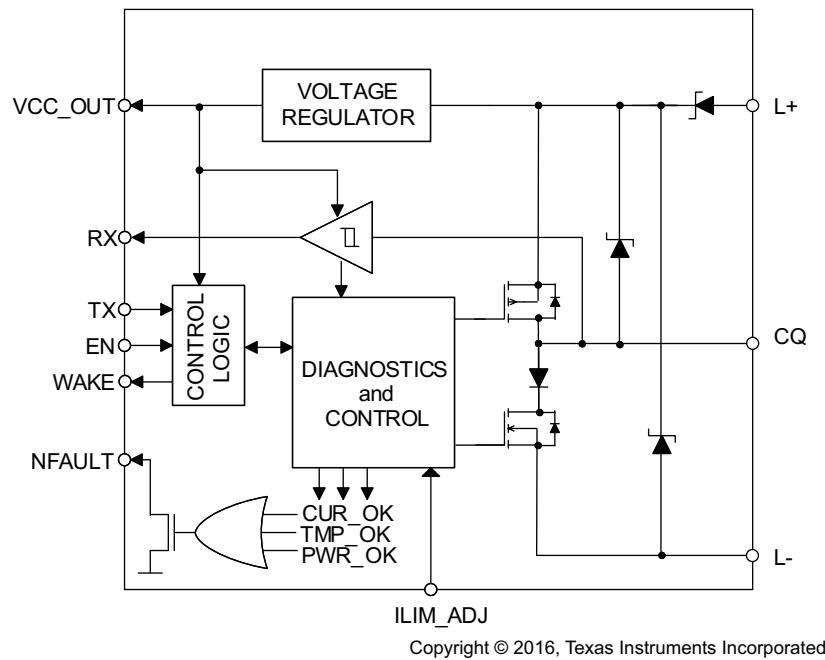 VOLTAGE
REGULATOR
VCC_OUT
L+
RX
TX
EN
WAKE
CONTROL
LOGIC
DIAGNOSTICS
and
CONTROL
CQ
NFAULT
CUR_OK
TMP_OK
PWR_OK
L-
ILIM_ADJ
Copyright © 2016, Texas Instruments Incorporated